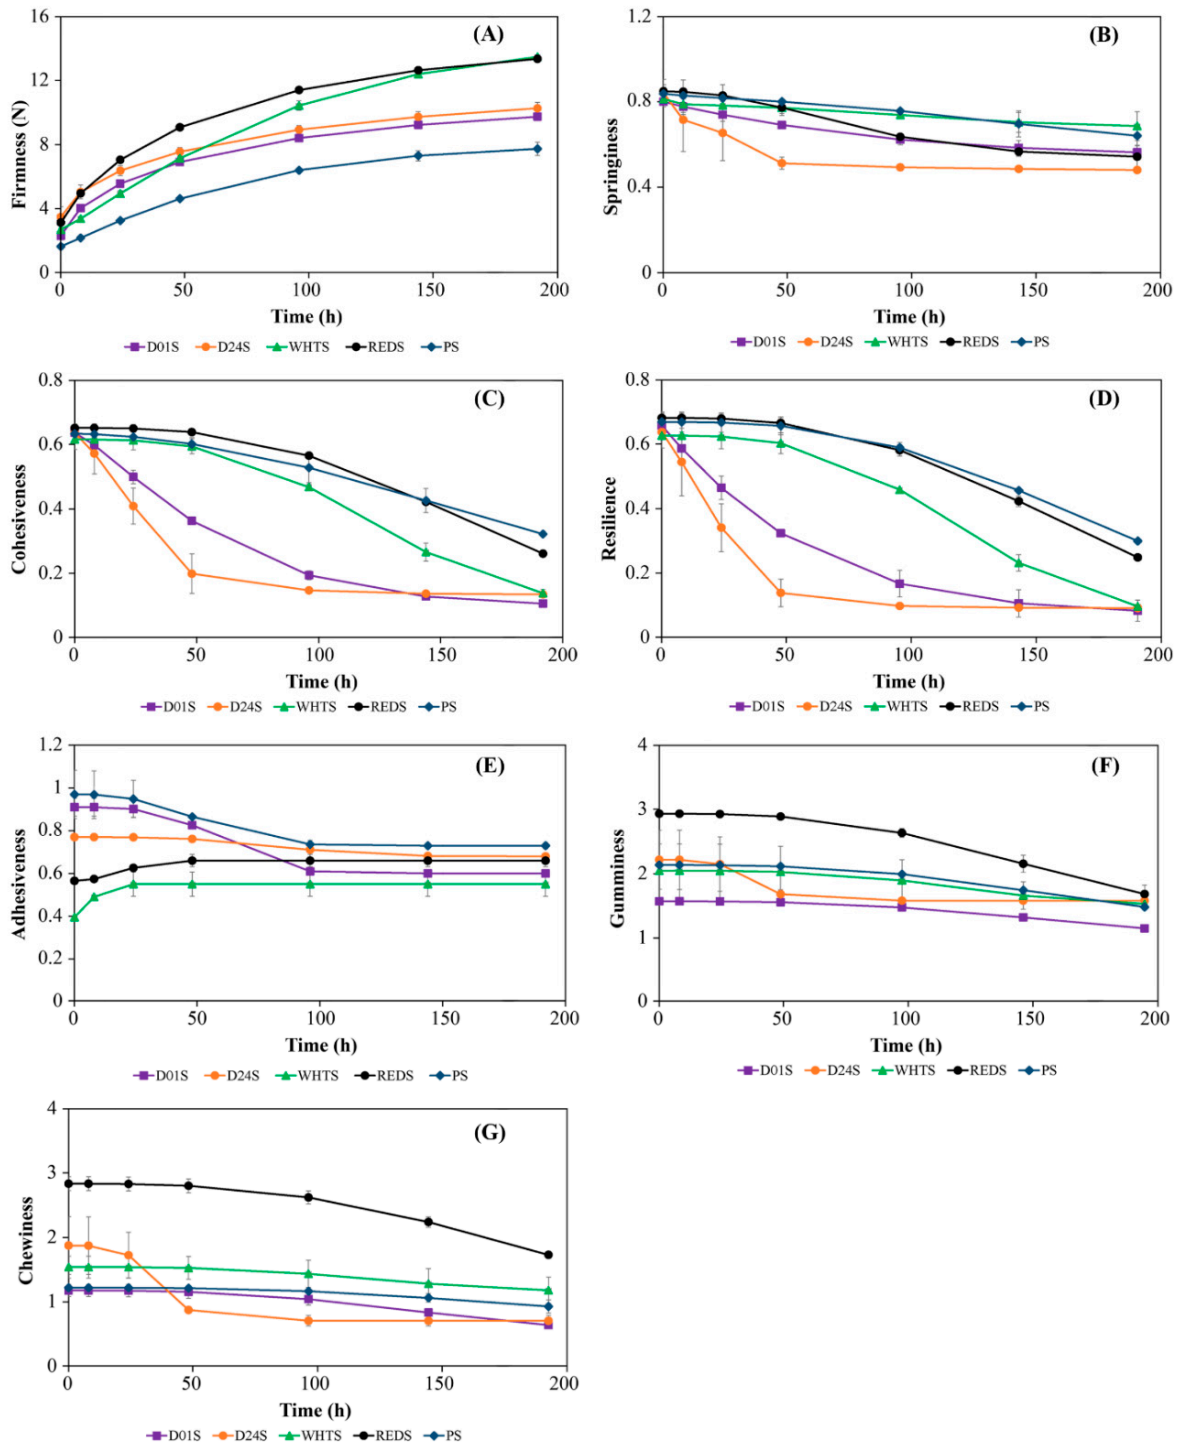 (A)
Firmness (N)
16
12
8
4
0
0 50 100 150 200
Time (h)
D01S D24S WHTS REDS PS
(B)
Springiness
1.2
0.8
0.4
0
0 50 100 150 200
Time (h)
D01S D24S WHTS REDS PS
(C)
Cohesiveness
0.8
0.6
0.4
0.2
0
0 50 100 150 200
Time (h)
D01S D24S WHTS REDS PS
(D)
Resilience
0.8
0.6
0.4
0.2
0
0 50 100 150 200
Time (h)
D01S D24S WHTS REDS PS
(E)
Adhesiveness
1.2
1
0.8
0.6
0.4
0.2
0
0 50 100 150 200
Time (h)
D01S D24S WHTS REDS PS
(F)
Gumminess
4
3
2
1
0
0 50 100 150 200
Time (h)
D01S D24S WHTS REDS PS
(G)
Chewiness
4
3
2
1
0
0 50 100 150 200
Time (h)
D01S D24S WHTS REDS PS